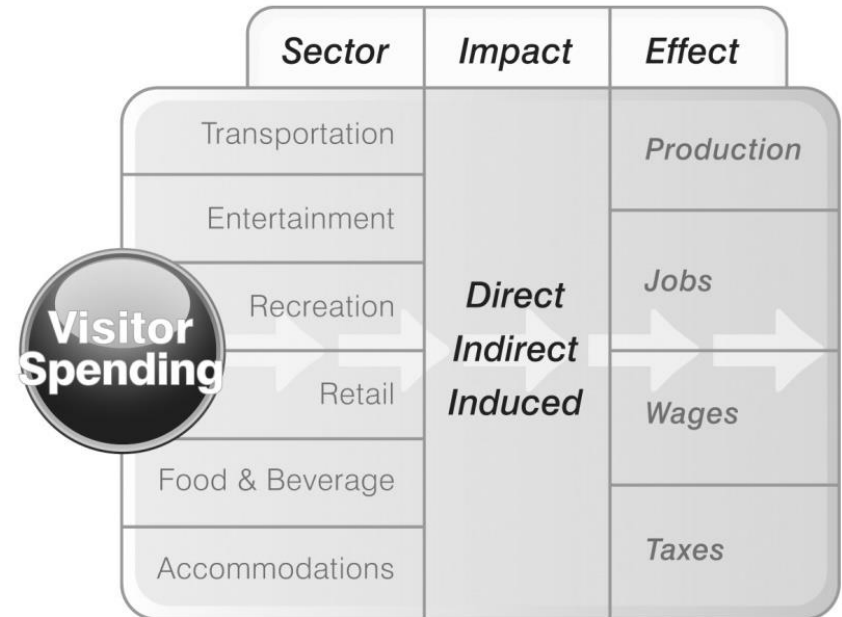 Sector
Impact
Effect
Transportation
Entertainment
Recreation
Retail
Food & Beverage
Accommodations
Visitor
Spending
Direct
Indirect
Induced
Production
Jobs
Wages
Taxes